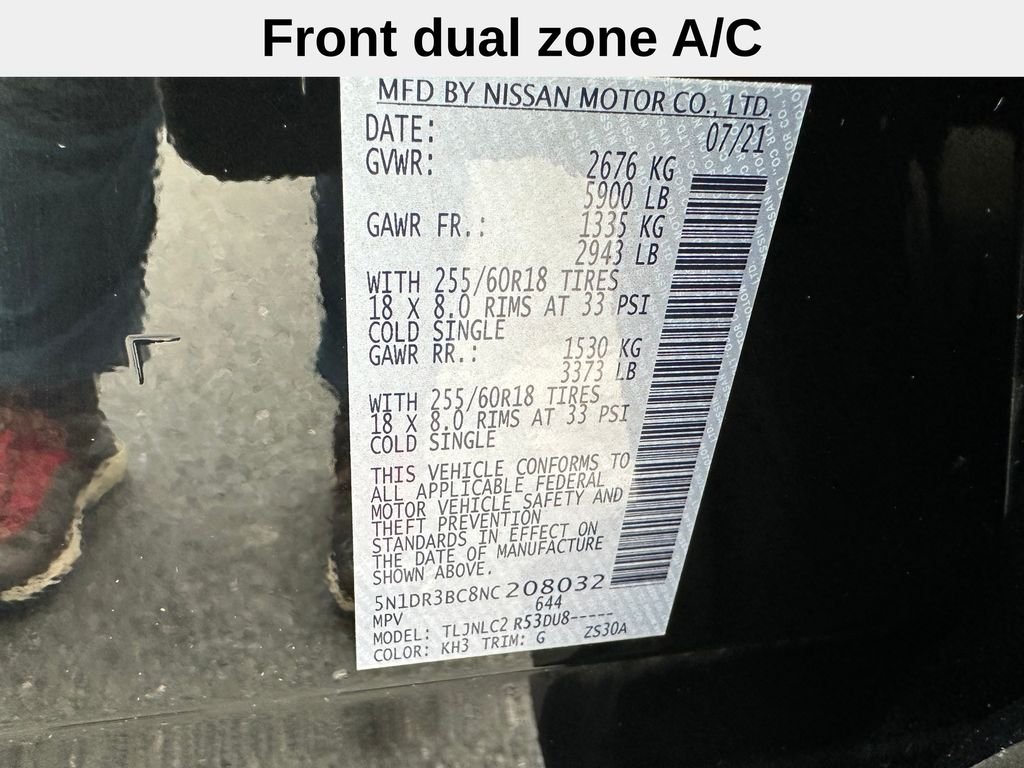 Front dual zone A/C
MFD BY NISSAN MOTOR CO., LTD.
DATE: 07/21
GVWR: 2676 KG
5900 LB
GAWR FR.: 1335 KG
2943 LB
WITH 255/60R18 TIRES
18 X 8.0 RIMS AT 33 PSI
COLD SINGLE
GAWR RR.: 1530 KG
3373 LB
WITH 255/60R18 TIRES
18 X 8.0 RIMS AT 33 PSI
COLD SINGLE
THIS VEHICLE CONFORMS TO
ALL APPLICABLE FEDERAL
MOTOR VEHICLE SAFETY AND
THEFT PREVENTION
STANDARDS IN EFFECT ON
THE DATE OF MANUFACTURE
SHOWN ABOVE.
5N1DR3BC8NC208032
MPV 644
MODEL: TLJNLC2 R53DU8-----
COLOR: KH3 TRIM: G ZS30A